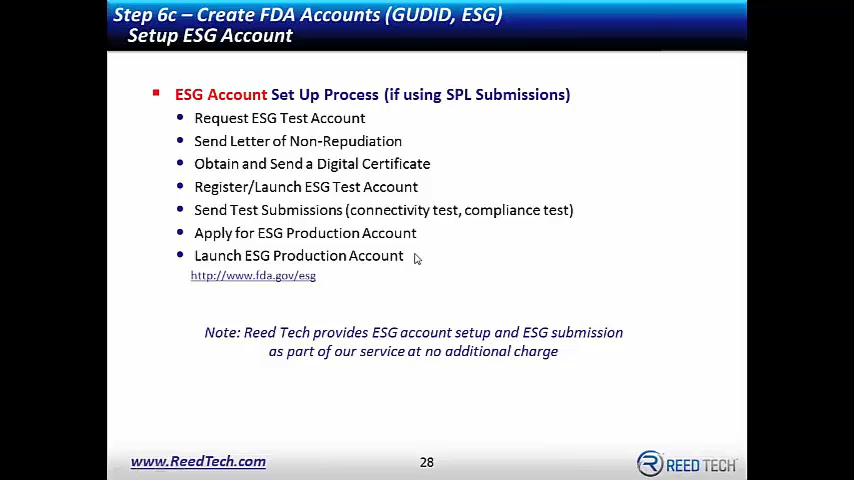 Step 6c – Create FDA Accounts (GUDID, ESG)
Setup ESG Account
ESG Account Set Up Process (if using SPL Submissions)
Request ESG Test Account
Send Letter of Non-Repudiation
Obtain and Send a Digital Certificate
Register/Launch ESG Test Account
Send Test Submissions (connectivity test, compliance test)
Apply for ESG Production Account
Launch ESG Production Account
http://www.fda.gov/esg
Note: Reed Tech provides ESG account setup and ESG submission
as part of our service at no additional charge
www.ReedTech.com
28
REED TECH